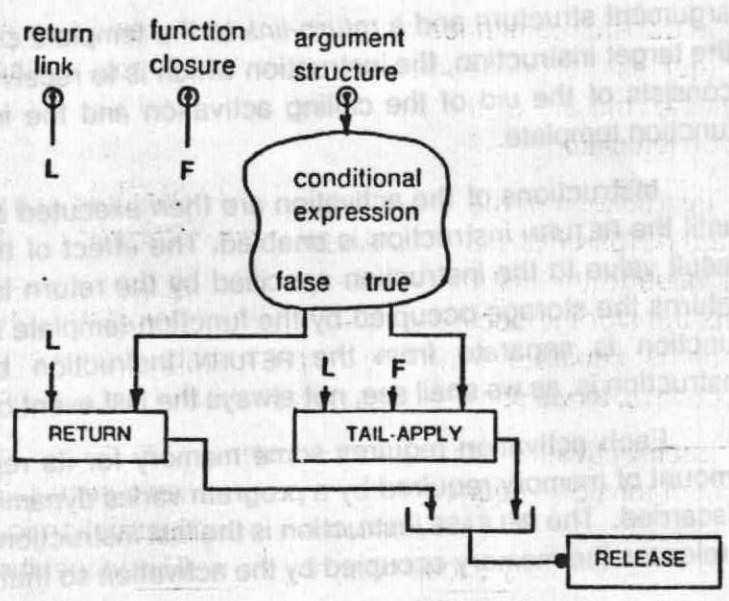 return
link
function
closure
argument
structure
L
F
conditional
expression
false true
L
L
F
RETURN
TAIL-APPLY
RELEASE